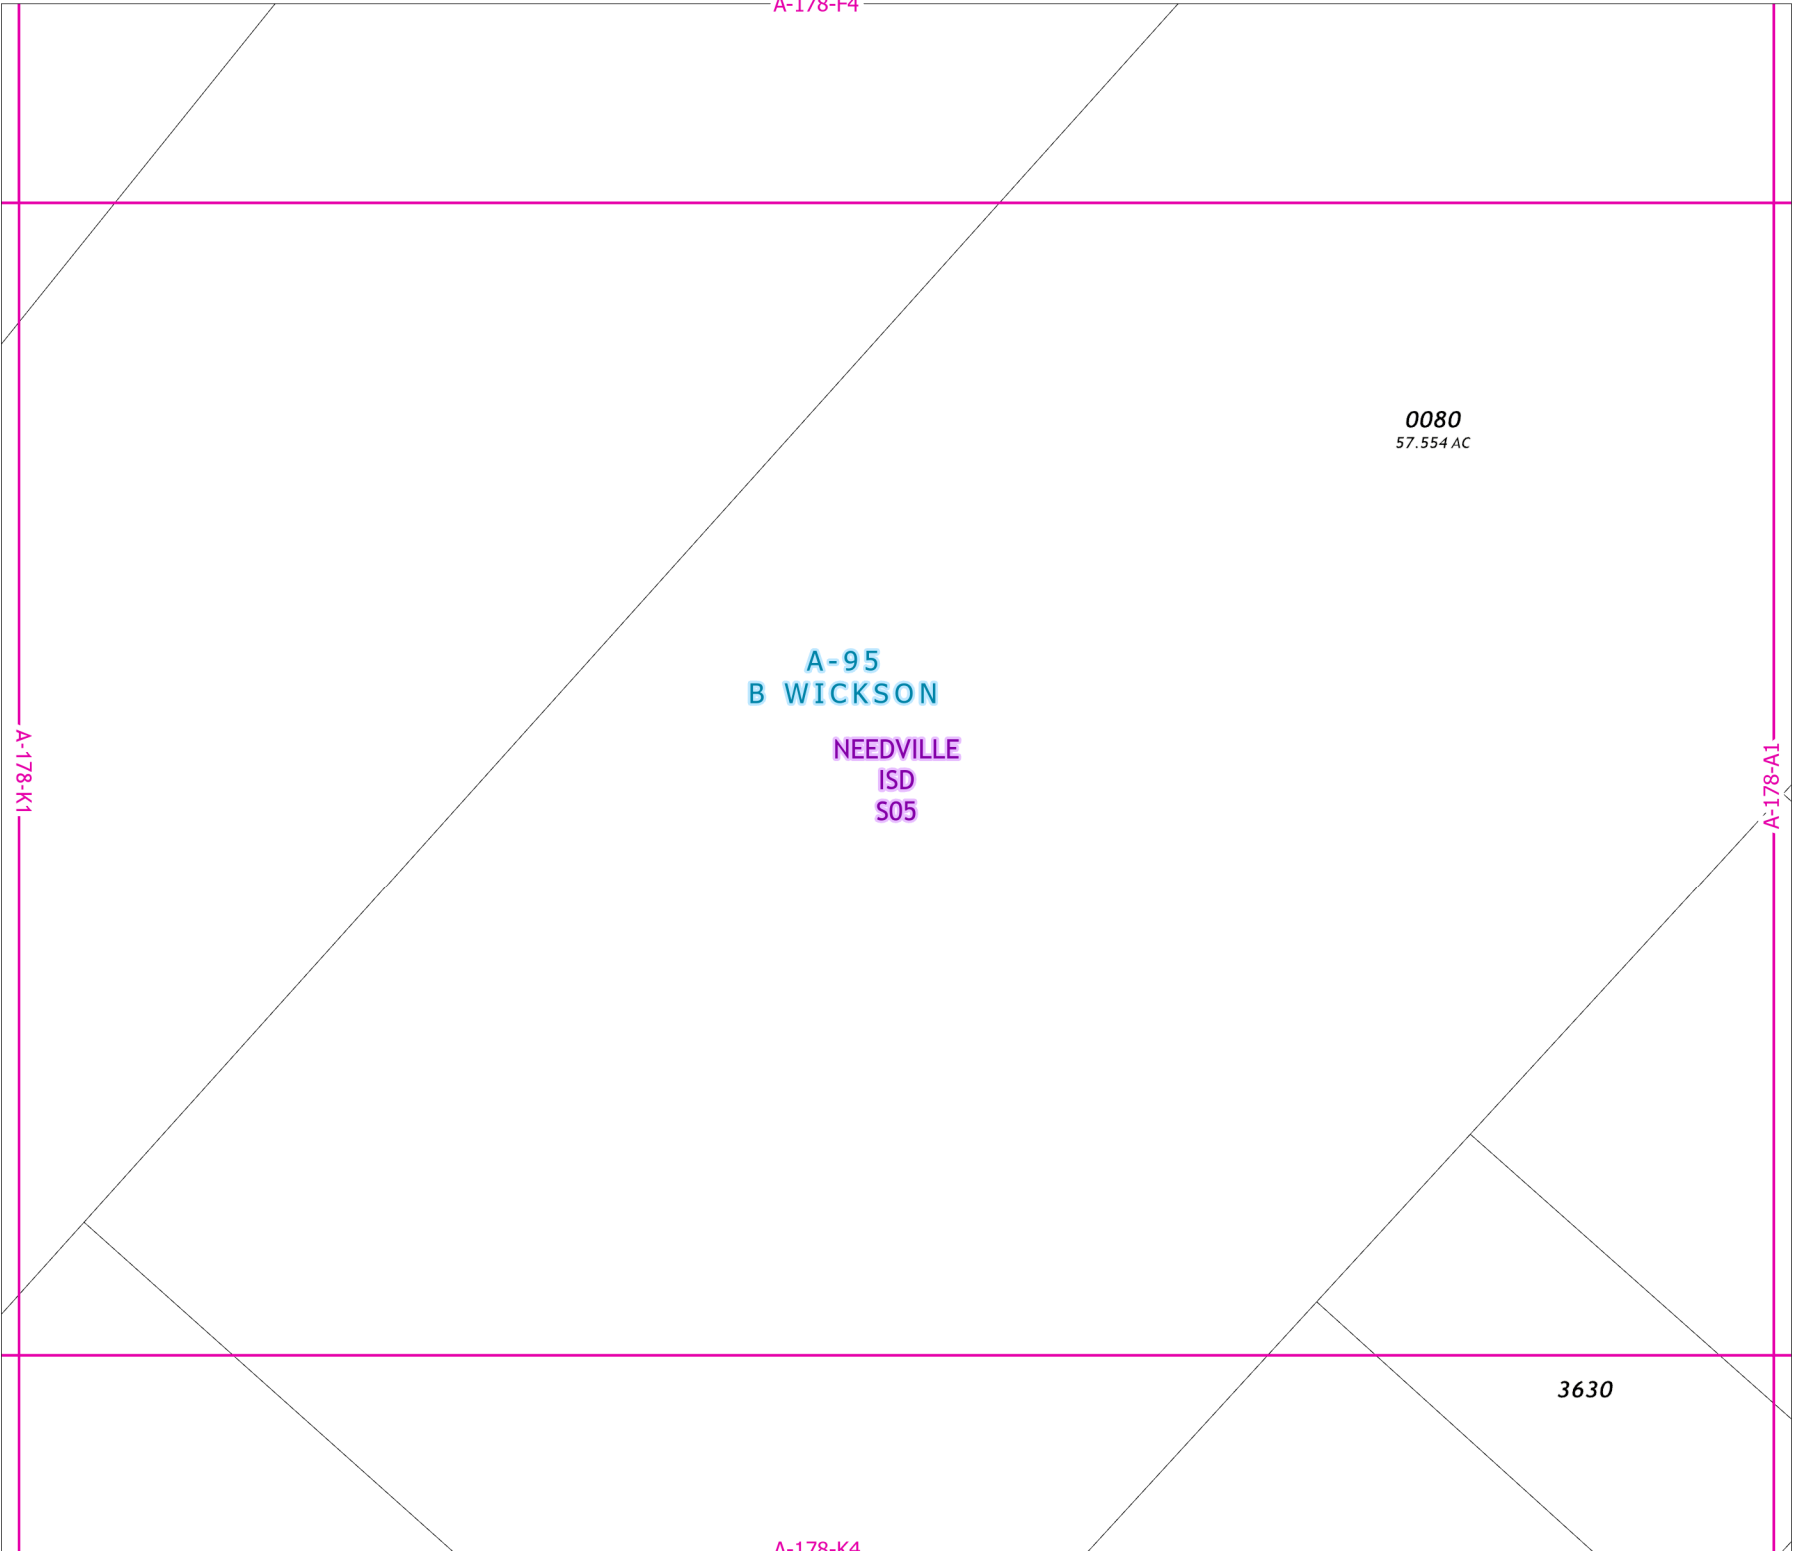 A-178-F4
0080
57.554 AC
A-95
B WICKSON
NEEDVILLE
ISD
S05
A-178-K1
A-178-A1
3630
A-178-K4